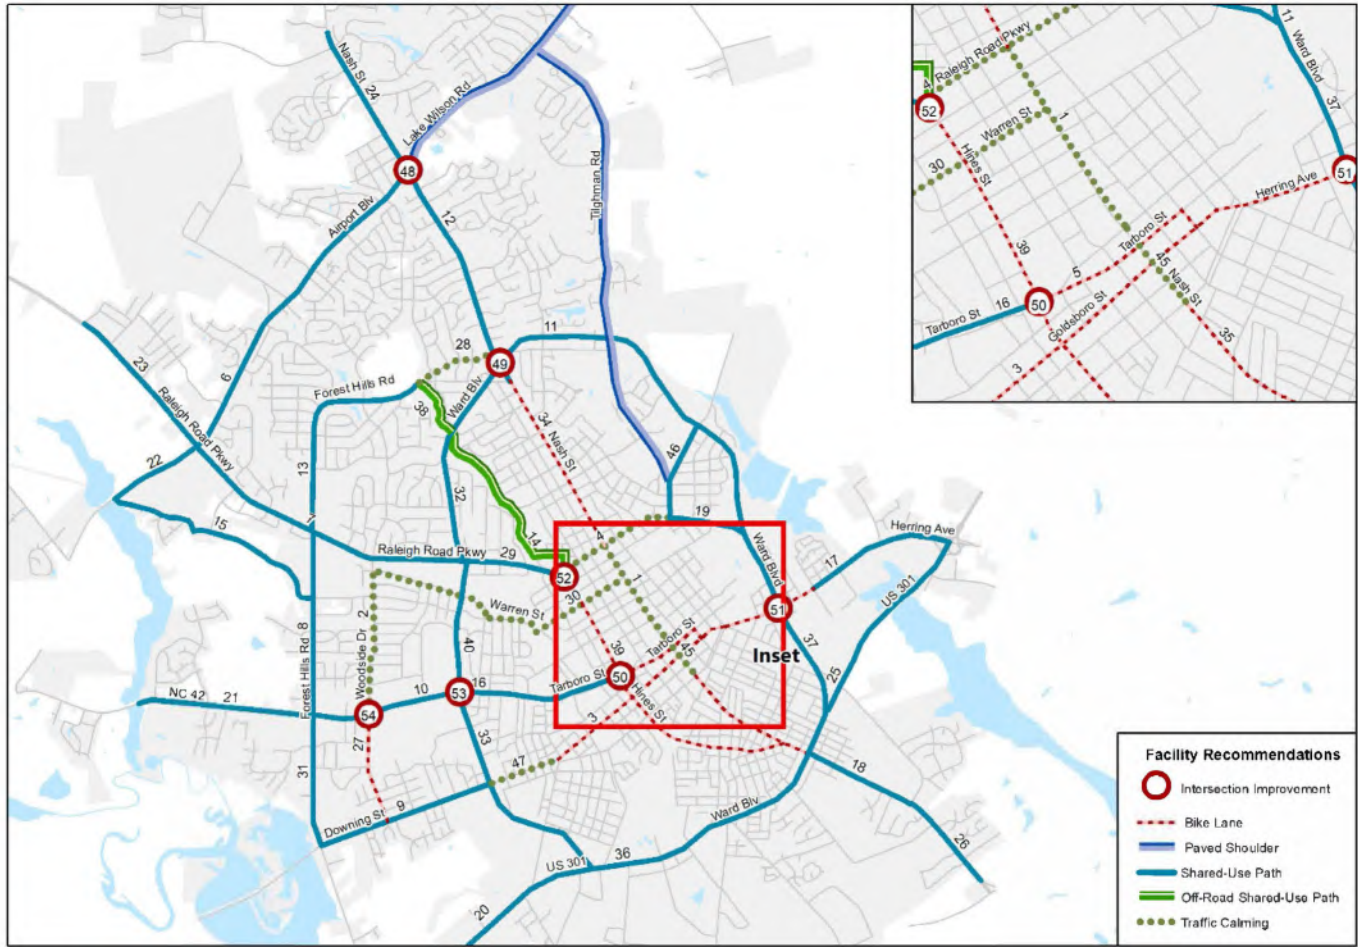 Nash St
24
Lake Wilson Rd
48
Airport Blv
12
Tilghman Rd
11
28
49
23
6
Forest Hills Rd
38
Ward Blv
Raleigh Road Pkwy
34
Nash St
46
22
13
32
15
7
14
19
4
Raleigh Road Pkwy
29
52
1
Ward Blvd
17
Herring Ave
US 301
30
Warren St
2
Woodside Dr
8
Forest Hills Rd
51
37
39
Tarboro St
45
Inset
40
NC 42
21
10
53
16
Tarboro St
50
Hines St
25
54
27
3
33
47
31
9
Downing St
18
Ward Blv
26
US 301
36
20
11
Ward Blvd
37
4
Raleigh Road Pkwy
52
Warren St
1
30
Hines St
51
Herring Ave
39
Tarboro St
5
45
Nash St
16
50
Tarboro St
Goldsboro St
35
3
Facility Recommendations
Intersection Improvement
Bike Lane
Paved Shoulder
Shared-Use Path
Off-Road Shared-Use Path
Traffic Calming